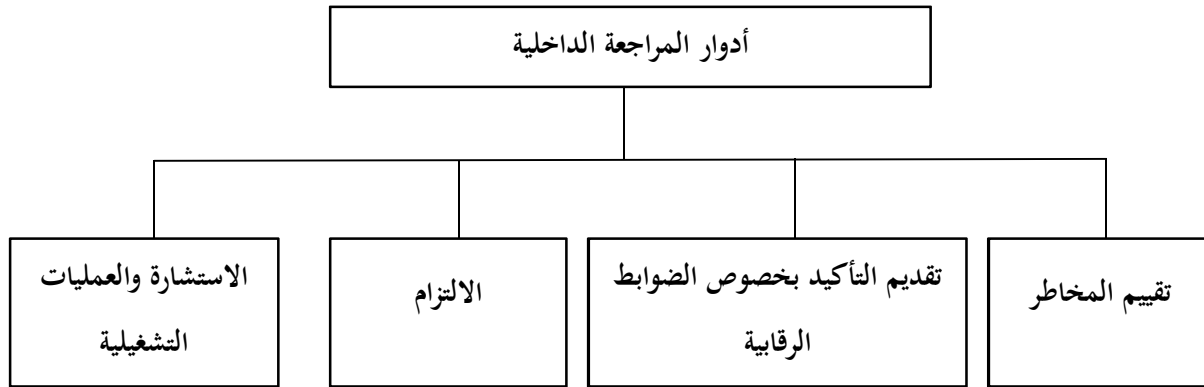 أدوار المراجعة الداخلية
تقييم المخاطر
تقديم التأكيد بخصوص الضوابط
الرقابية
الالتزام
الاستشارة والعمليات
التشغيلية